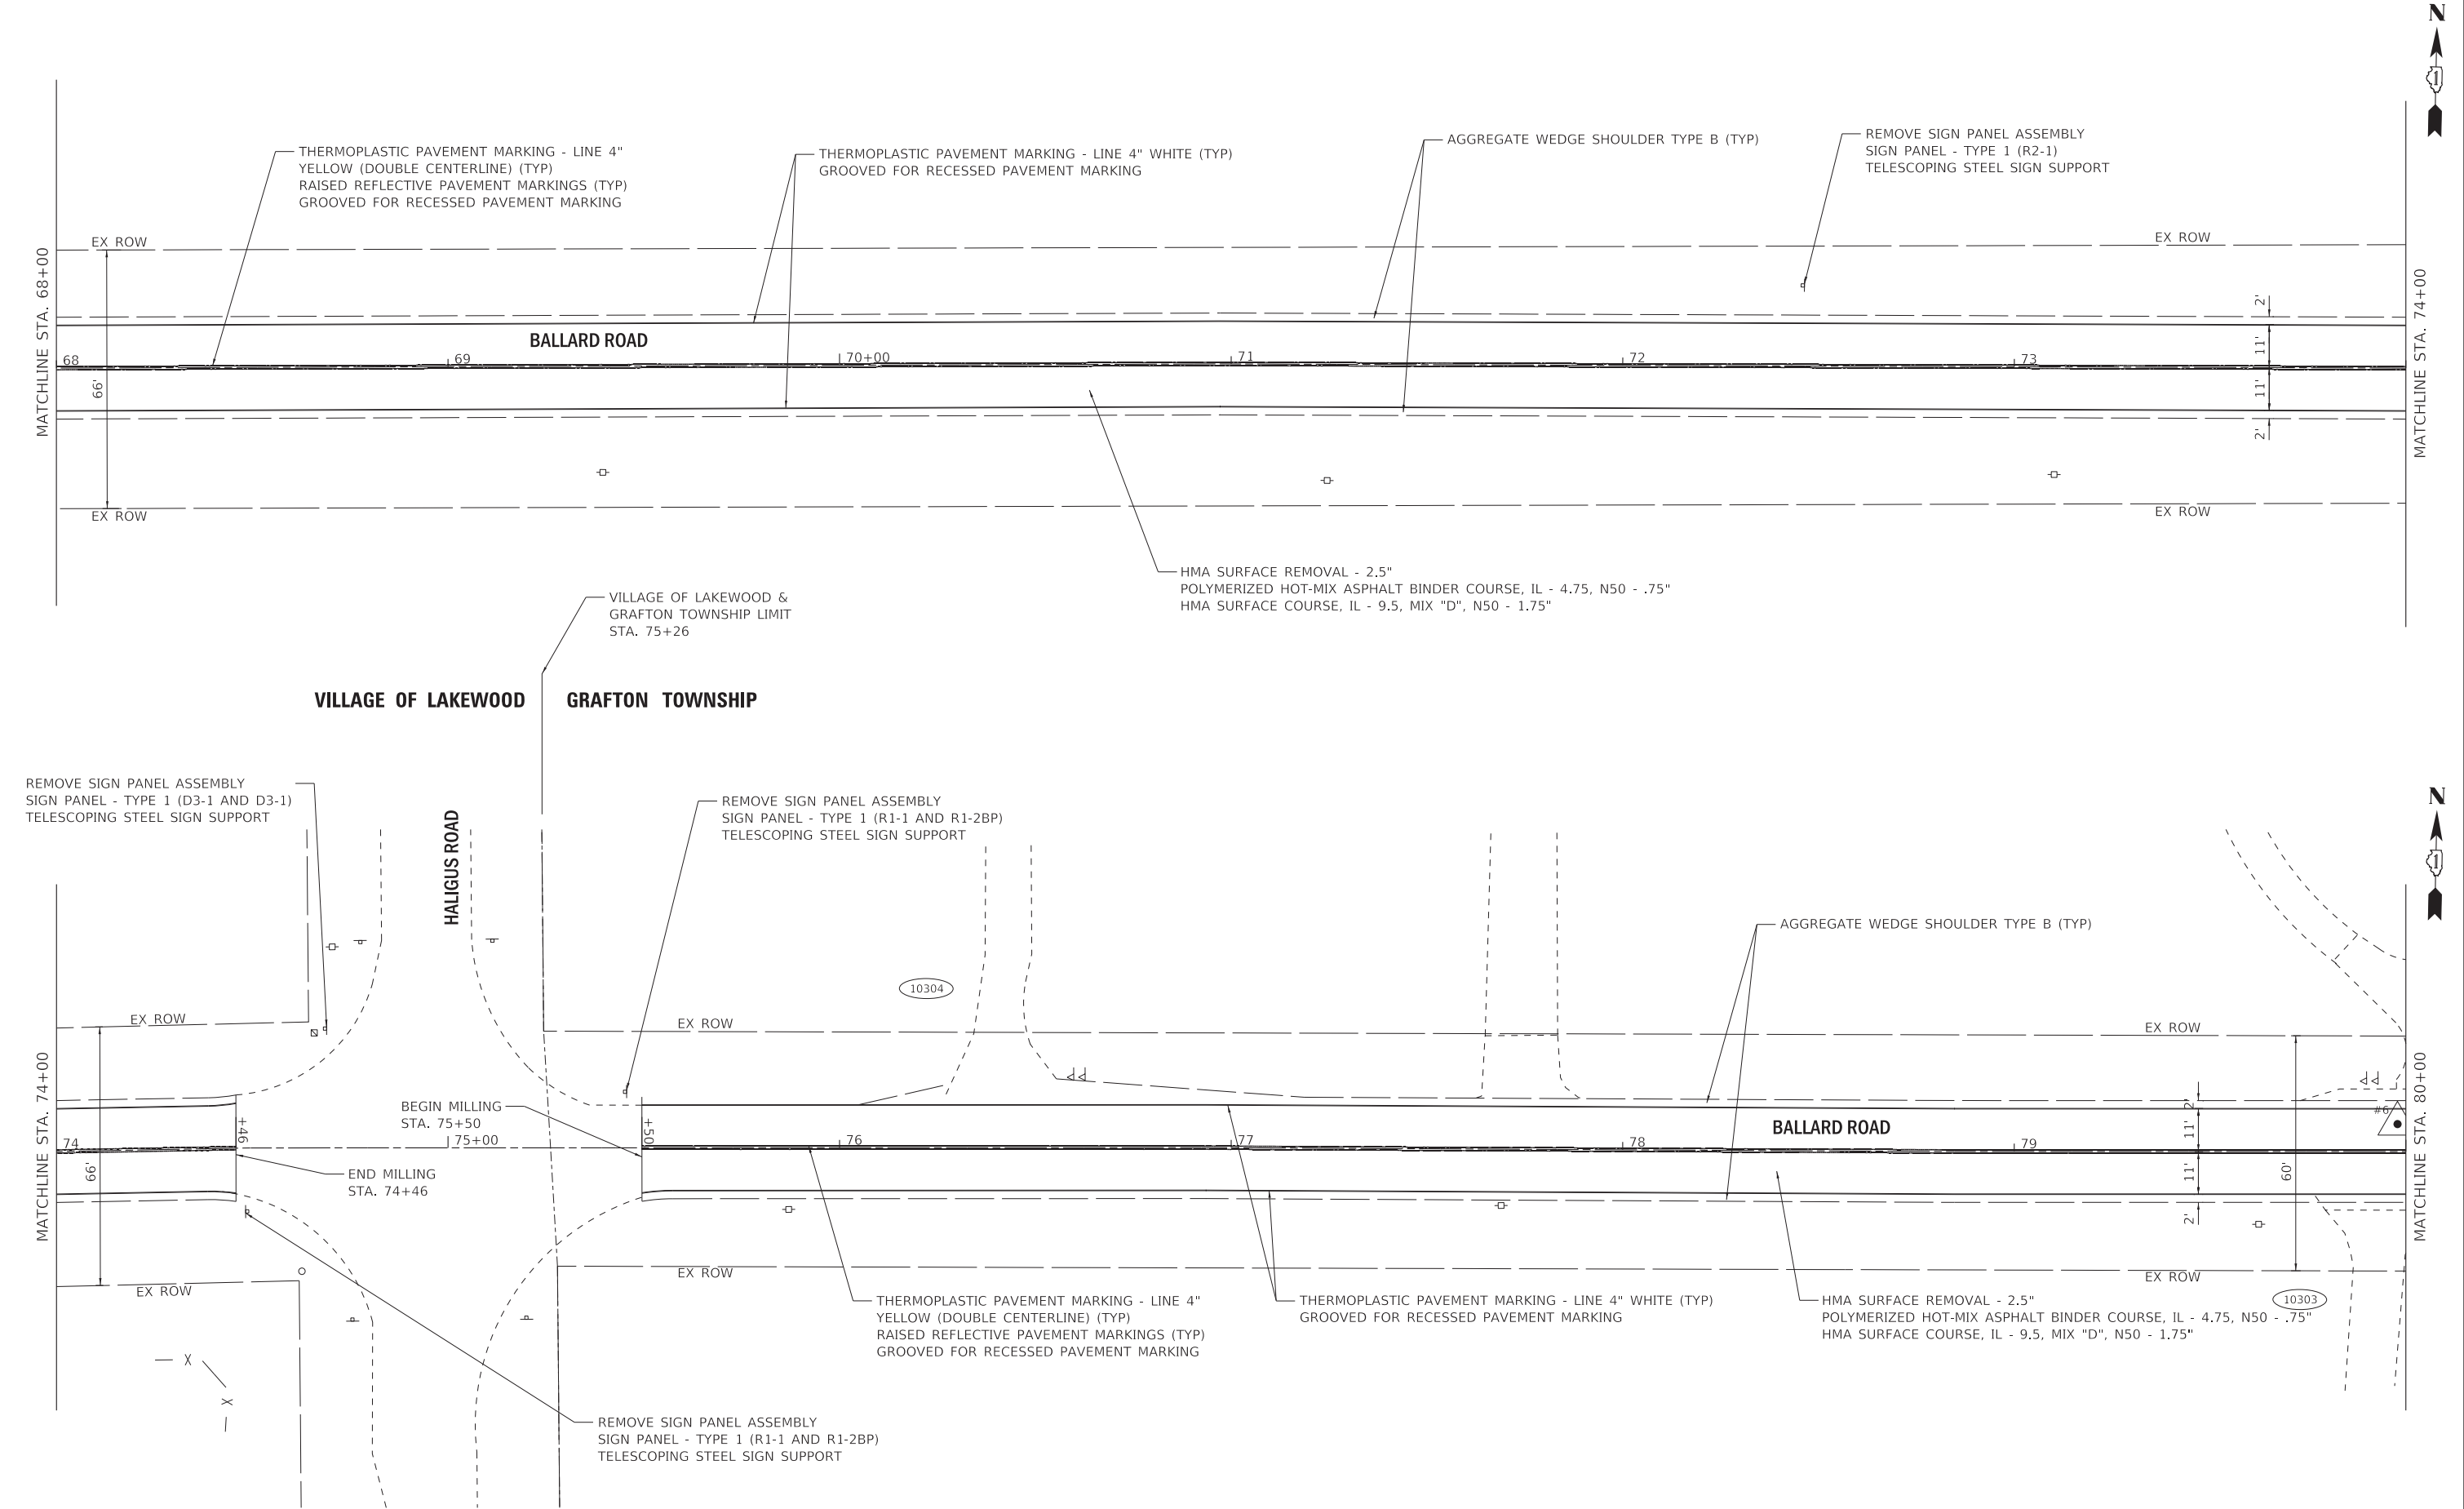 N
1
THERMOPLASTIC PAVEMENT MARKING - LINE 4"
YELLOW (DOUBLE CENTERLINE) (TYP)
RAISED REFLECTIVE PAVEMENT MARKINGS (TYP)
GROOVED FOR RECESSED PAVEMENT MARKING
THERMOPLASTIC PAVEMENT MARKING - LINE 4" WHITE (TYP)
GROOVED FOR RECESSED PAVEMENT MARKING
AGGREGATE WEDGE SHOULDER TYPE B (TYP)
REMOVE SIGN PANEL ASSEMBLY
SIGN PANEL - TYPE 1 (R2-1)
TELESCOPING STEEL SIGN SUPPORT
EX ROW
EX ROW
MATCHLINE STA. 68+00
BALLARD ROAD
68
69
70+00
71
72
73
66'
2'
11'
11'
2'
MATCHLINE STA. 74+00
EX ROW
EX ROW
HMA SURFACE REMOVAL - 2.5"
POLYMERIZED HOT-MIX ASPHALT BINDER COURSE, IL - 4.75, N50 - .75"
HMA SURFACE COURSE, IL - 9.5, MIX "D", N50 - 1.75"
VILLAGE OF LAKEWOOD &
GRAFTON TOWNSHIP LIMIT
STA. 75+26
VILLAGE OF LAKEWOOD
GRAFTON TOWNSHIP
REMOVE SIGN PANEL ASSEMBLY
SIGN PANEL - TYPE 1 (D3-1 AND D3-1)
TELESCOPING STEEL SIGN SUPPORT
HALIGUS ROAD
REMOVE SIGN PANEL ASSEMBLY
SIGN PANEL - TYPE 1 (R1-1 AND R1-2BP)
TELESCOPING STEEL SIGN SUPPORT
N
1
AGGREGATE WEDGE SHOULDER TYPE B (TYP)
10304
EX ROW
EX ROW
EX ROW
MATCHLINE STA. 74+00
BEGIN MILLING
STA. 75+50
74
+46
75+00
+50
76
77
78
79
BALLARD ROAD
66'
END MILLING
STA. 74+46
2'
11'
11'
2'
60'
#6
MATCHLINE STA. 80+00
EX ROW
EX ROW
EX ROW
10303
THERMOPLASTIC PAVEMENT MARKING - LINE 4"
YELLOW (DOUBLE CENTERLINE) (TYP)
RAISED REFLECTIVE PAVEMENT MARKINGS (TYP)
GROOVED FOR RECESSED PAVEMENT MARKING
THERMOPLASTIC PAVEMENT MARKING - LINE 4" WHITE (TYP)
GROOVED FOR RECESSED PAVEMENT MARKING
HMA SURFACE REMOVAL - 2.5"
POLYMERIZED HOT-MIX ASPHALT BINDER COURSE, IL - 4.75, N50 - .75"
HMA SURFACE COURSE, IL - 9.5, MIX "D", N50 - 1.75"
X
X
REMOVE SIGN PANEL ASSEMBLY
SIGN PANEL - TYPE 1 (R1-1 AND R1-2BP)
TELESCOPING STEEL SIGN SUPPORT